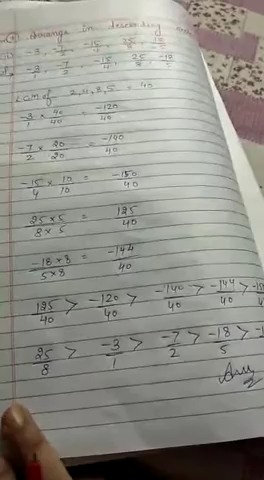 Arrange in descending
-3, -7/2, -15/4, 25/8, 18/-5
-3, -7/2, -15/4, 25/8, -18/5
LCM of 2, 4, 8, 5 = 40
-3/1 × 40/40 = -120/40
-7/2 × 20/20 = -140/40
-15/4 × 10/10 = -150/40
25 × 5/8 × 5 = 125/40
-18 × 8/5 × 8 = -144/40
125/40 > -120/40 > -140/40 > -144/40 >
25/8 > -3/1 > -7/2 > -18/5 >
Ans